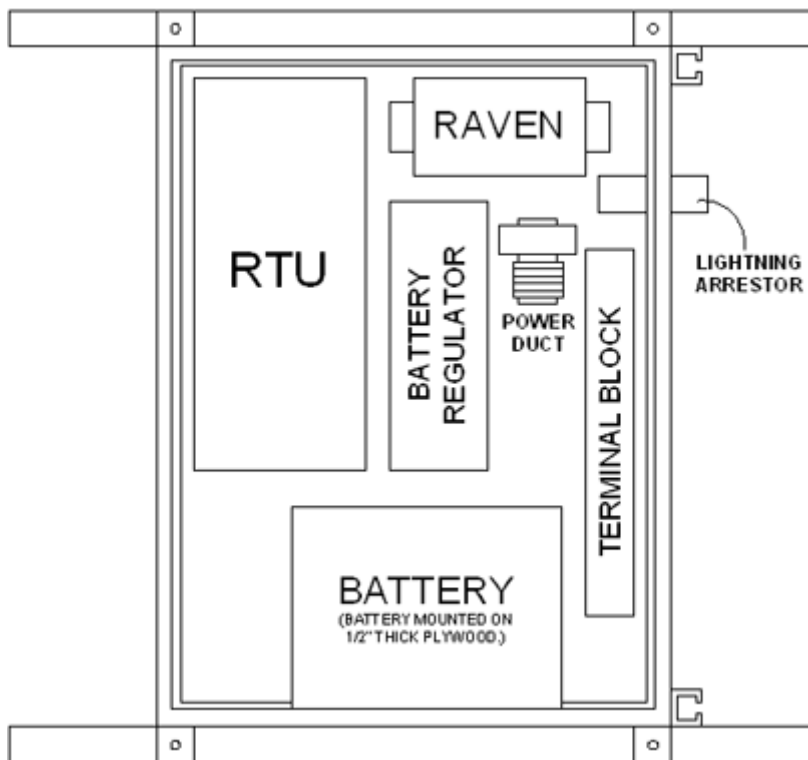 RAVEN
RTU
LIGHTNING
ARRESTOR
POWER
DUCT
BATTERY
REGULATOR
TERMINAL BLOCK
BATTERY
(BATTERY MOUNTED ON
1/2" THICK PLYWOOD.)